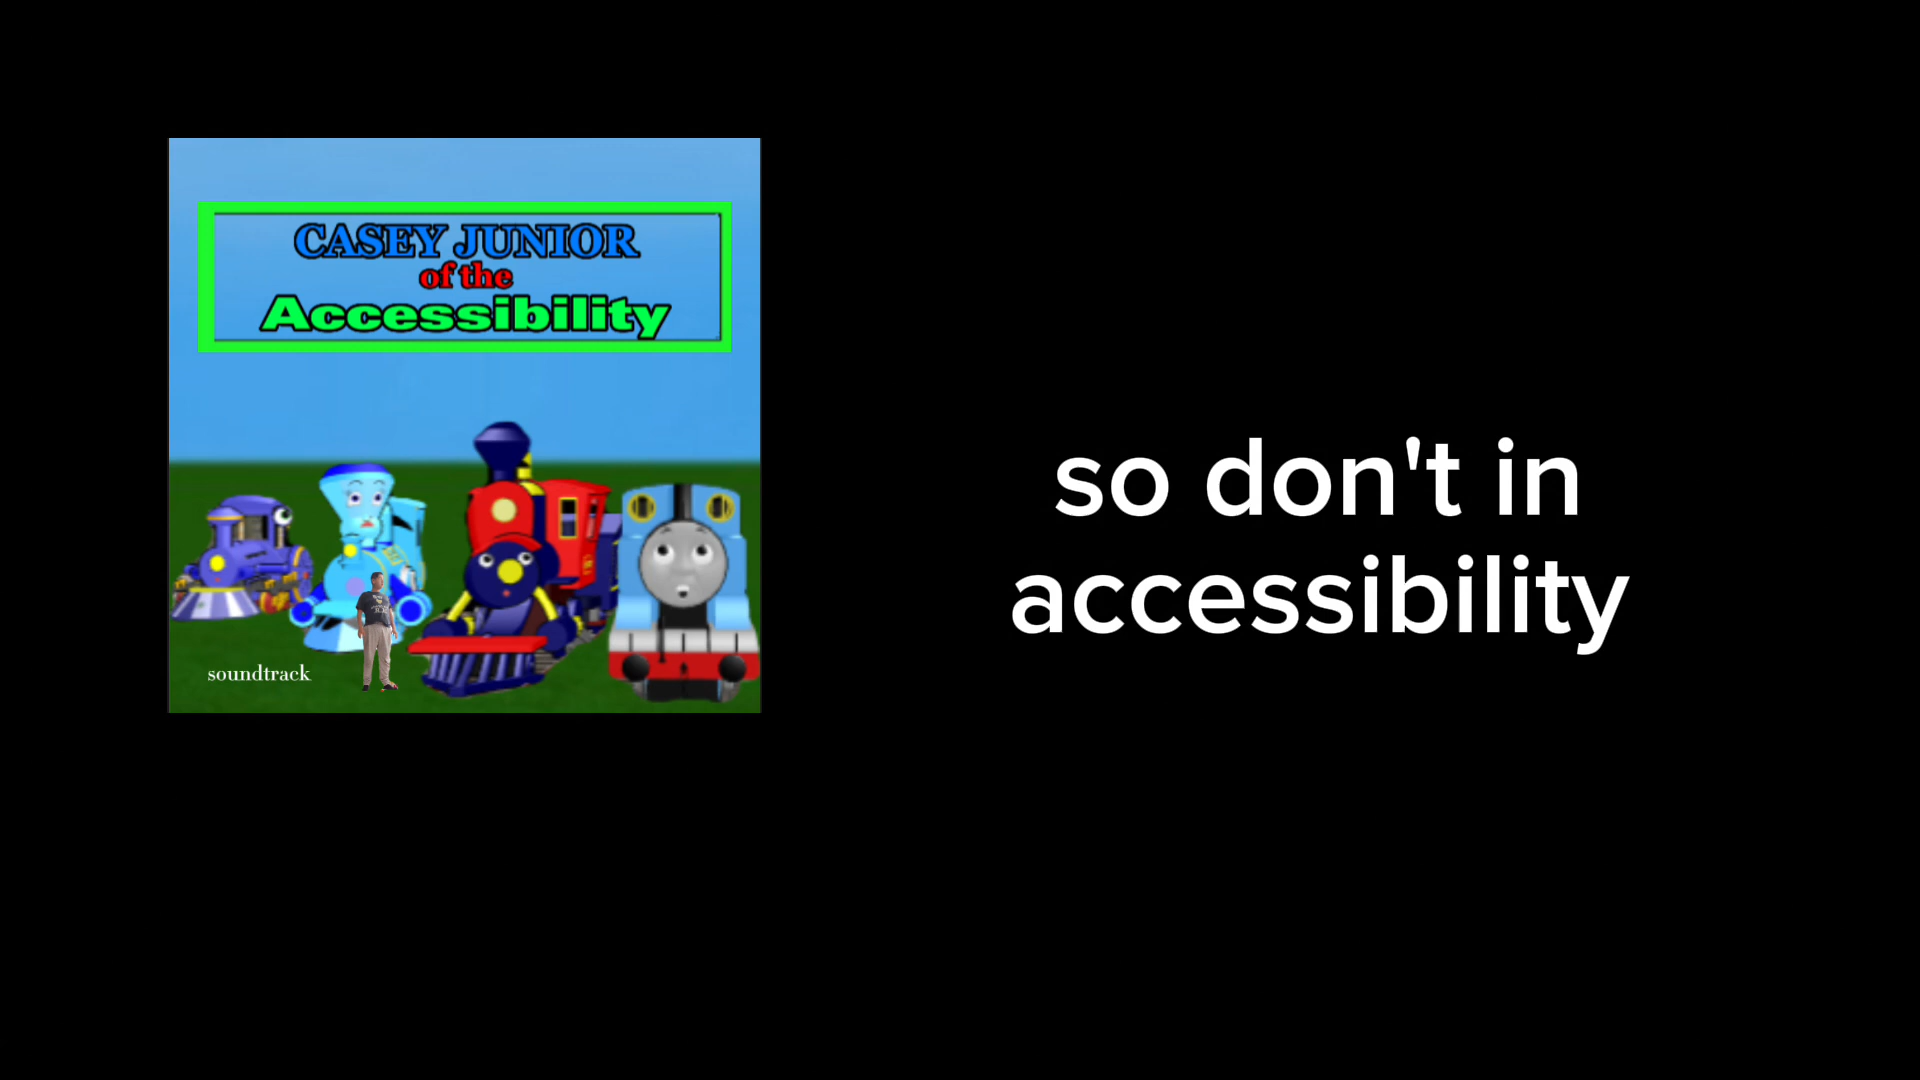 CASEY JUNIOR
of the
Accessibility
soundtrack
so don't in
accessibility